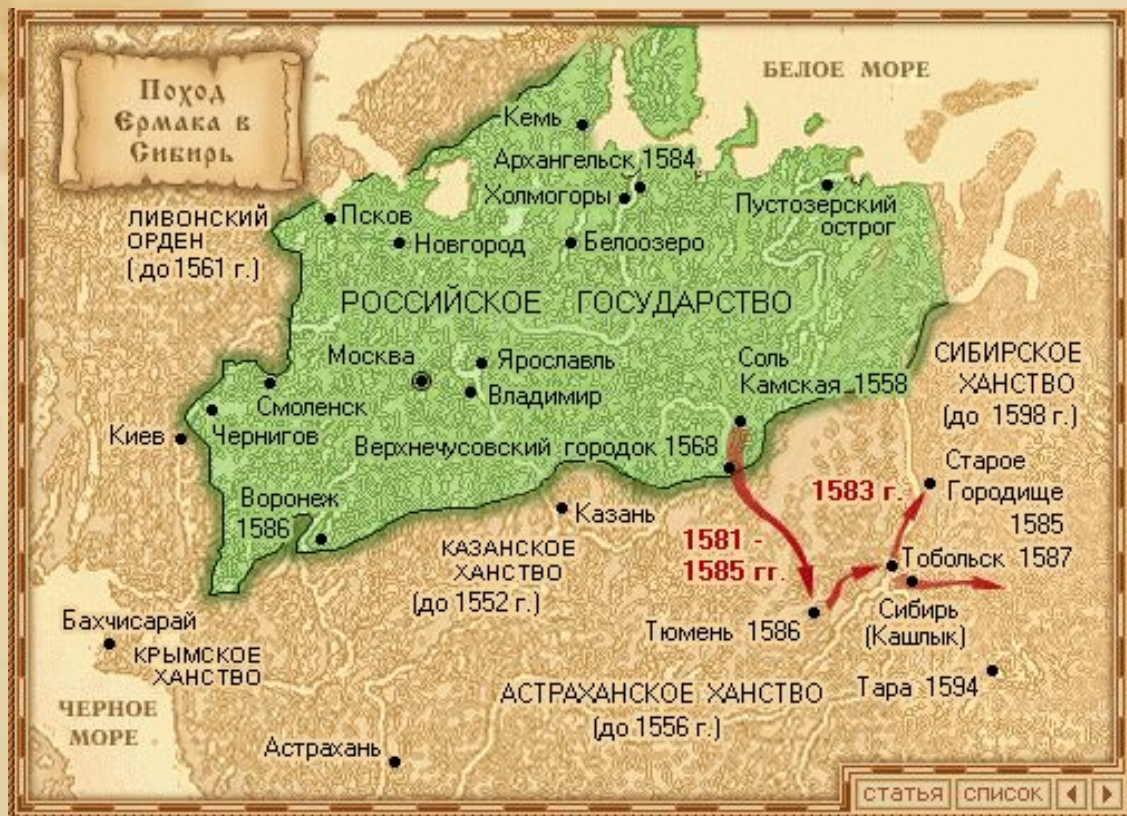 Поход
Ермака в
Сибирь
БЕЛОЕ МОРЕ
Кемь
Архангельск 1584
Холмогоры
Пустозерский
острог
ЛИВОНСКИЙ
ОРДЕН
(до 1561 г.)
Псков
Новгород
Белоозеро
РОССИЙСКОЕ ГОСУДАРСТВО
Москва
Ярославль
Владимир
Соль
Камская 1558
СИБИРСКОЕ
ХАНСТВО
(до 1598 г.)
Смоленск
Киев
Чернигов
Верхнечусовский городок 1568
Старое
Городище
1585
1583 г.
Воронеж
1586
Казань
КАЗАНСКОЕ
ХАНСТВО
(до 1552 г.)
1581 -
1585 гг.
Тобольск 1587
Сибирь
(Кашлык)
Тюмень 1586
Бахчисарай
КРЫМСКОЕ
ХАНСТВО
АСТРАХАНСКОЕ ХАНСТВО
(до 1556 г.)
Тара 1594
ЧЕРНОЕ
МОРЕ
Астрахань
статья
список